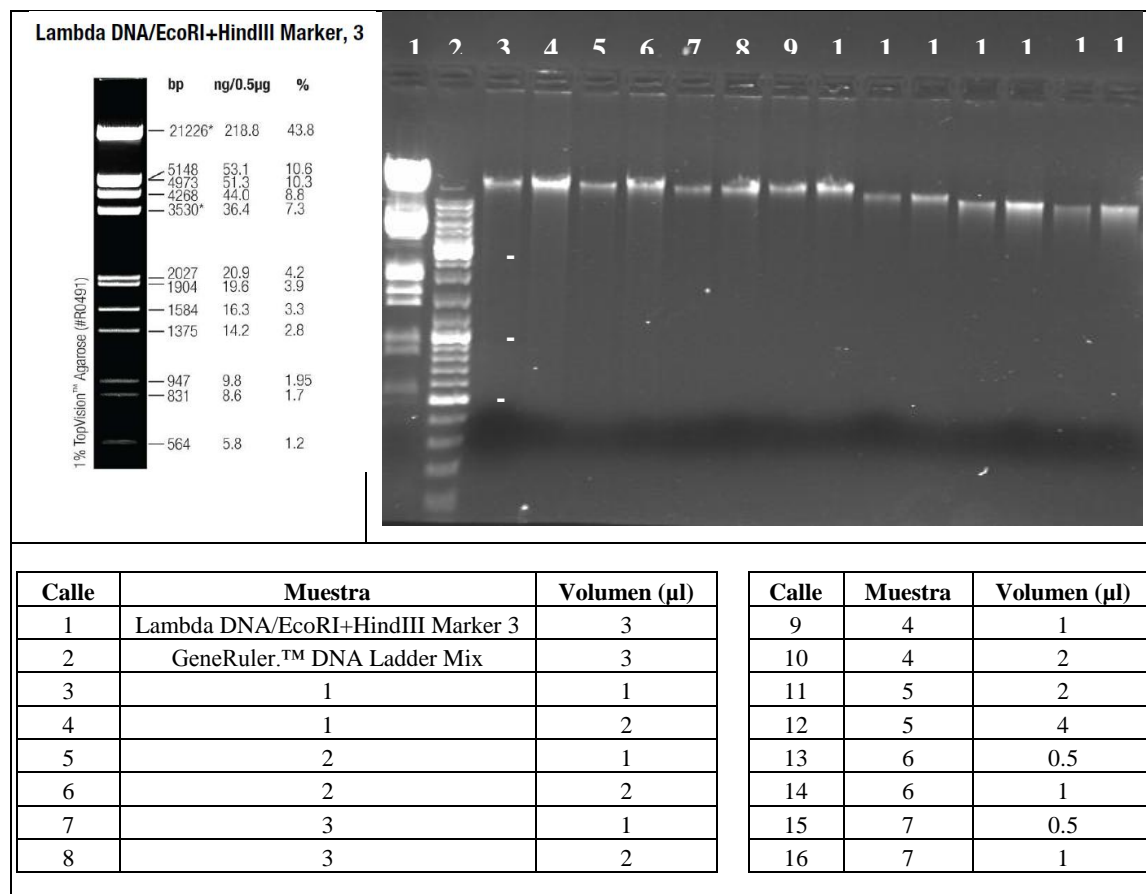 Lambda DNA/EcoRI+HindIII Marker, 3
bp ng/0.5µg %
21226* 218.8 43.8
5148 53.1 10.6
4973 51.3 10.3
4268 44.0 8.8
3530* 36.4 7.3
2027 20.9 4.2
1904 19.6 3.9
1584 16.3 3.3
1375 14.2 2.8
947 9.8 1.95
831 8.6 1.7
564 5.8 1.2
1% TopVision™ Agarose (#R0491)
1 2 3 4 5 6 7 8 9 1 1 1 1 1 1 1
Calle Muestra Volumen (µl)
1 Lambda DNA/EcoRI+HindIII Marker 3 3
2 GeneRuler.™ DNA Ladder Mix 3
3 1 1
4 1 2
5 2 1
6 2 2
7 3 1
8 3 2
Calle Muestra Volumen (µl)
9 4 1
10 4 2
11 5 2
12 5 4
13 6 0.5
14 6 1
15 7 0.5
16 7 1